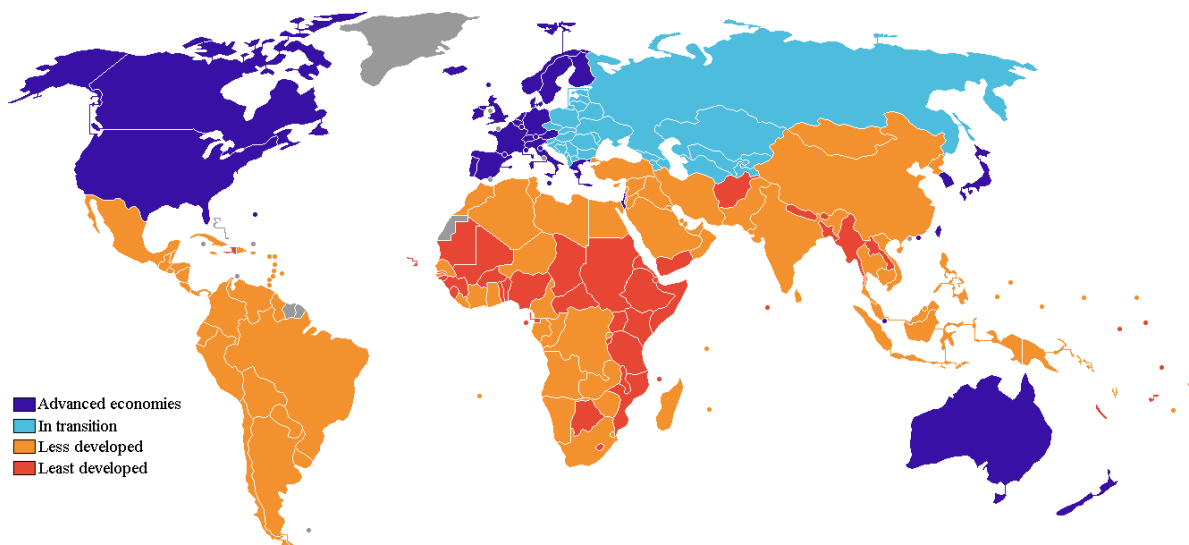 Advanced economies
In transition
Less developed
Least developed